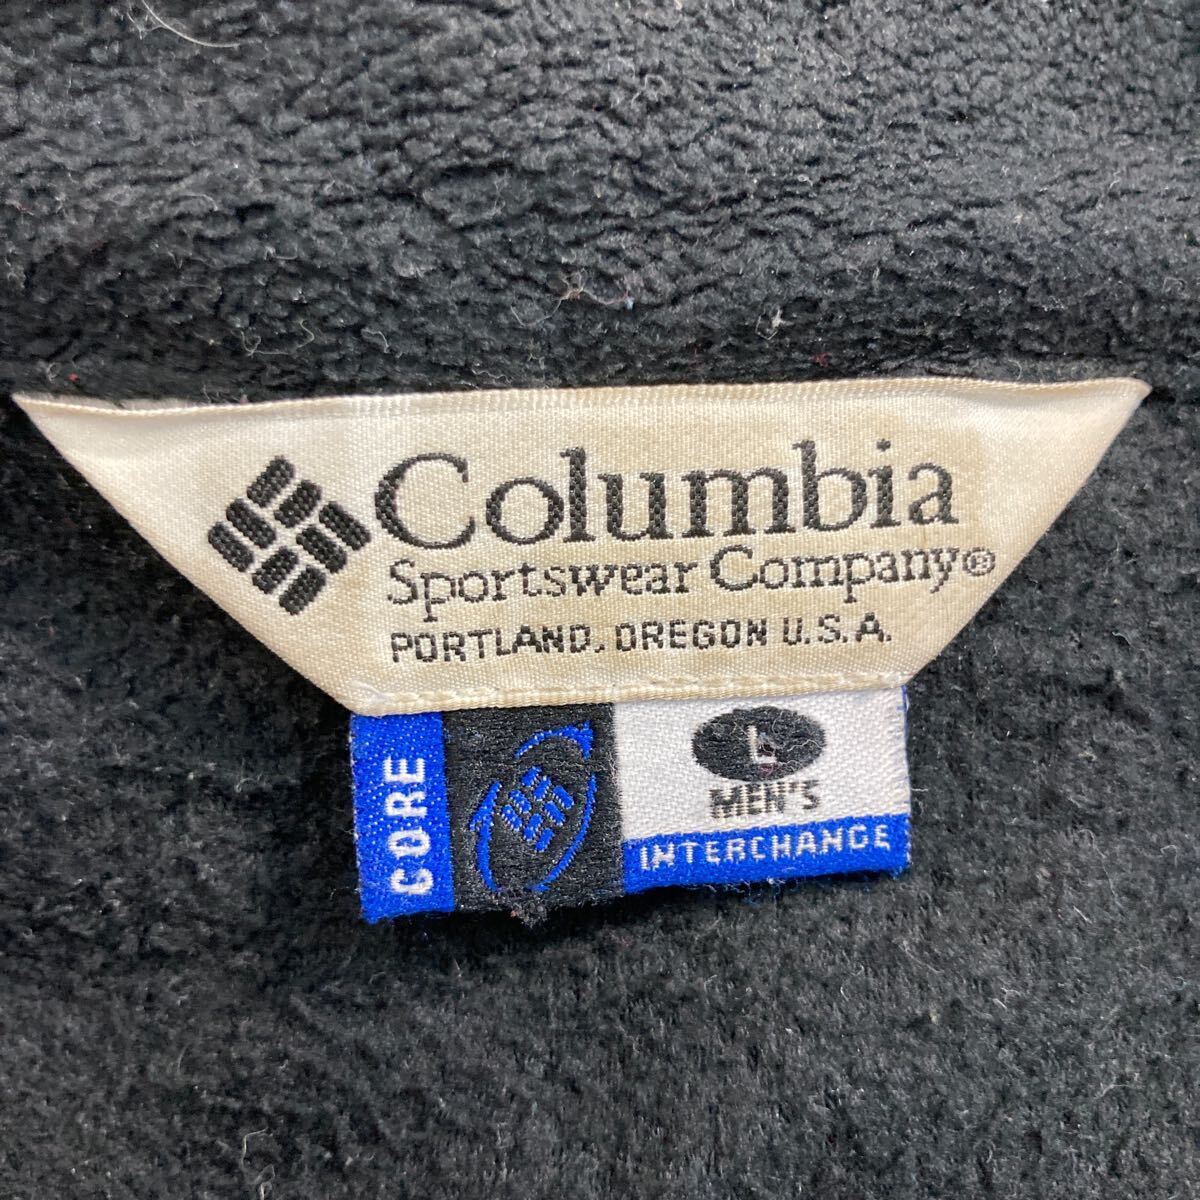 Columbia
Sportswear Company®
PORTLAND, OREGON U.S.A.
CORE
L
MEN'S
INTERCHANGE